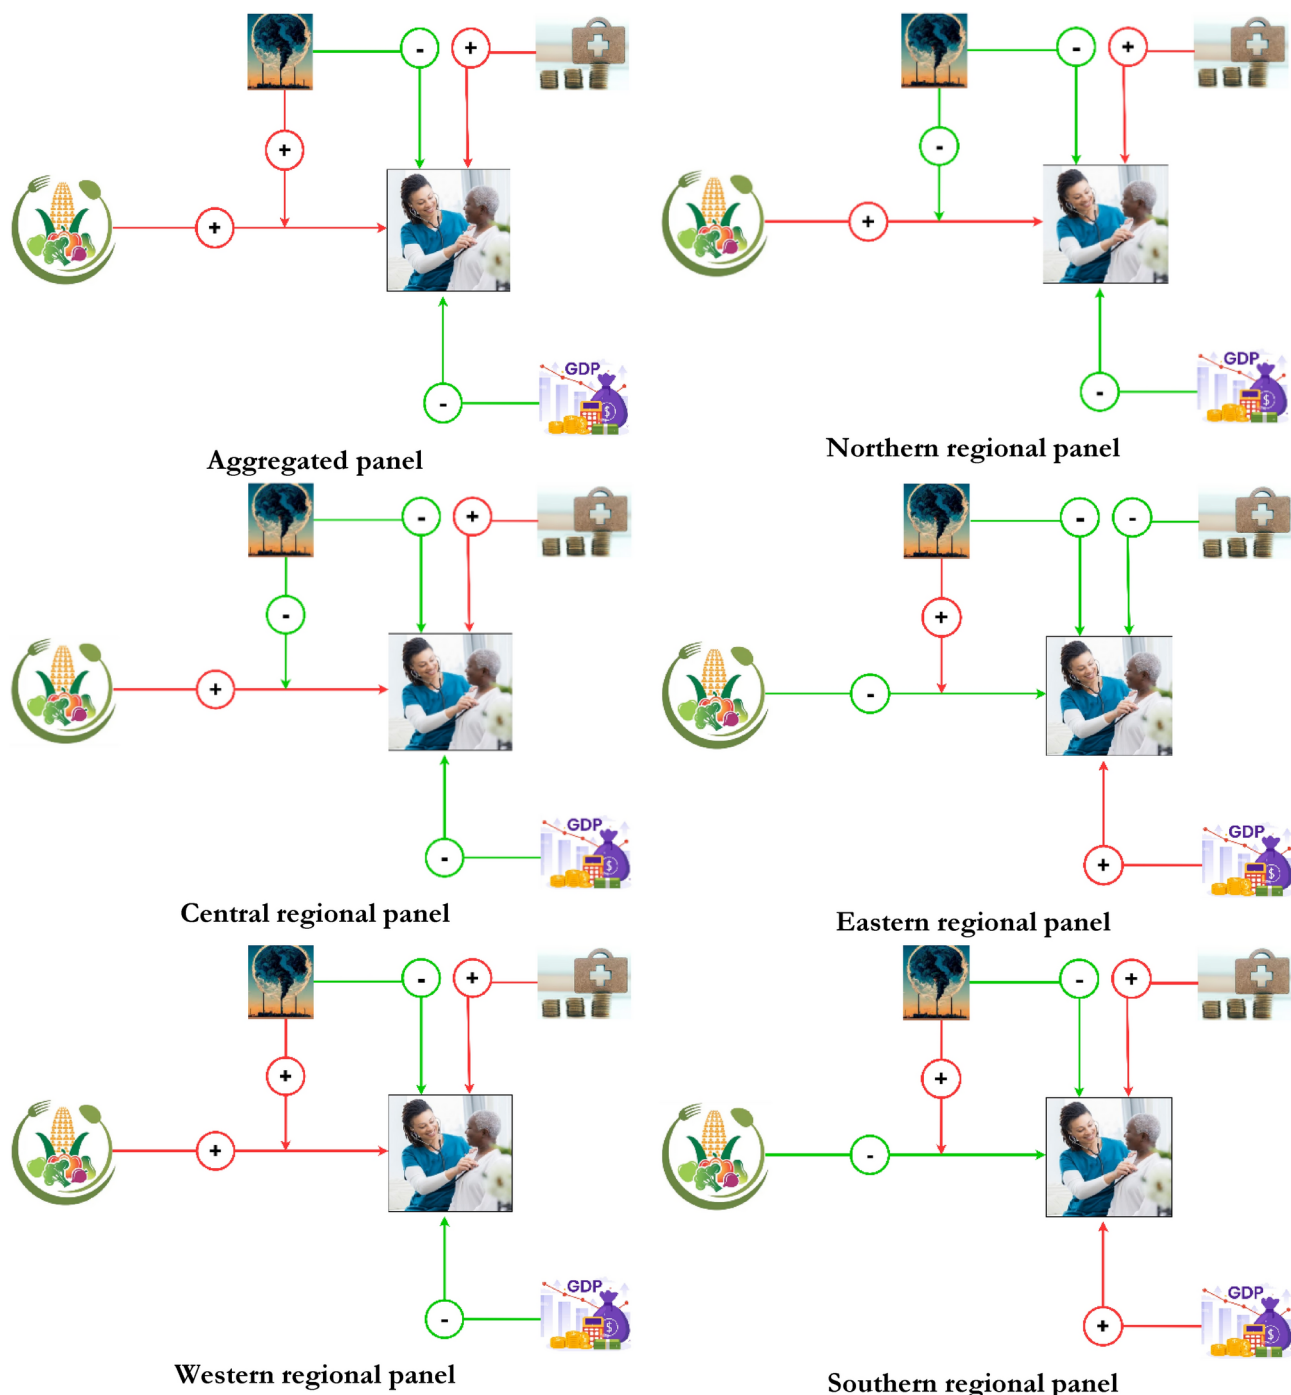 -
+
-
+
+
-
+
-
+
+
GDP
-
GDP
-
Aggregated panel
Northern regional panel
-
+
-
-
-
+
+
-
GDP
-
GDP
+
Central regional panel
Eastern regional panel
-
+
-
+
+
+
+
-
GDP
-
GDP
+
Western regional panel
Southern regional panel